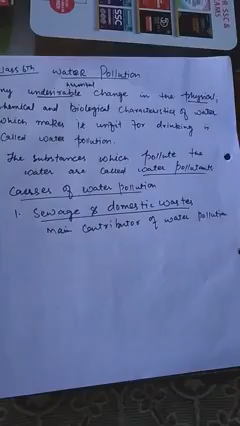 SSC
class 6th Water Pollution
ny undesirable Change in the physical,
chemical and Biological Characteristics of water
which makes it unfit for drinking is
Called water pollution.
The substances which pollute the
water are called water pollutants
Causes of water pollution
1. Sewage & domestic wastes
main contributor of water pollution